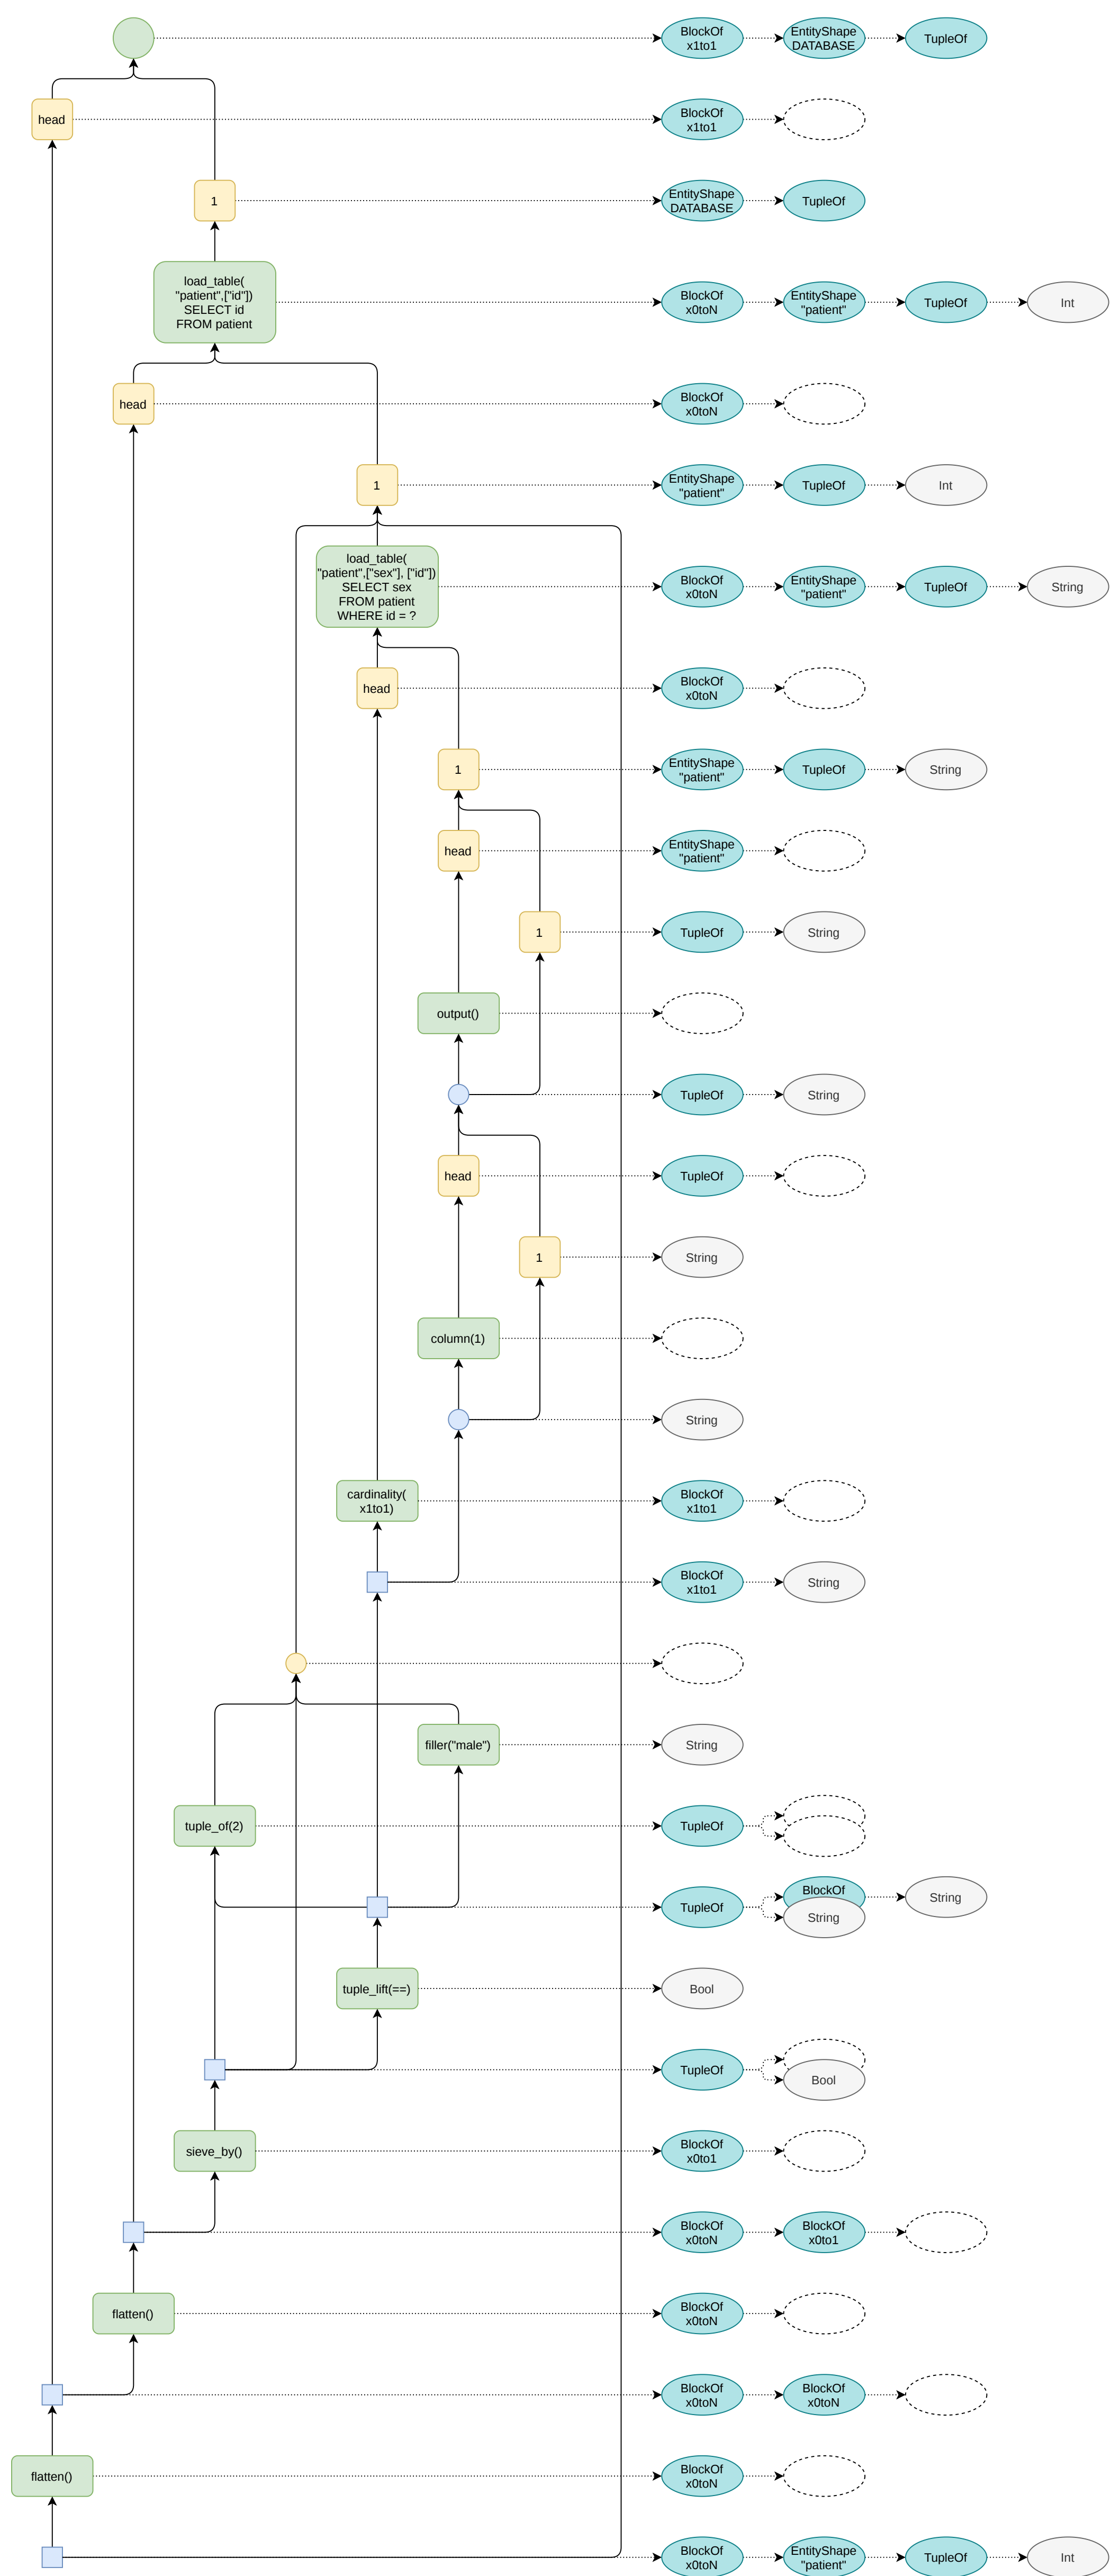 BlockOf
x1to1
EntityShape
DATABASE
TupleOf
head
BlockOf
x1to1
1
EntityShape
DATABASE
TupleOf
load_table(
"patient",["id"])
SELECT id
FROM patient
BlockOf
x0toN
EntityShape
"patient"
TupleOf
Int
head
BlockOf
x0toN
1
EntityShape
"patient"
TupleOf
Int
load_table(
"patient",["sex"], ["id"])
SELECT sex
FROM patient
WHERE id = ?
BlockOf
x0toN
EntityShape
"patient"
TupleOf
String
head
BlockOf
x0toN
1
EntityShape
"patient"
TupleOf
String
head
EntityShape
"patient"
1
TupleOf
String
output()
TupleOf
String
head
TupleOf
1
String
column(1)
String
cardinality(
x1to1)
BlockOf
x1to1
BlockOf
x1to1
String
filler("male")
String
tuple_of(2)
TupleOf
TupleOf
BlockOf
String
String
tuple_lift(==)
Bool
TupleOf
Bool
sieve_by()
BlockOf
x0to1
BlockOf
x0toN
BlockOf
x0to1
flatten()
BlockOf
x0toN
BlockOf
x0toN
BlockOf
x0toN
flatten()
BlockOf
x0toN
BlockOf
x0toN
EntityShape
"patient"
TupleOf
Int